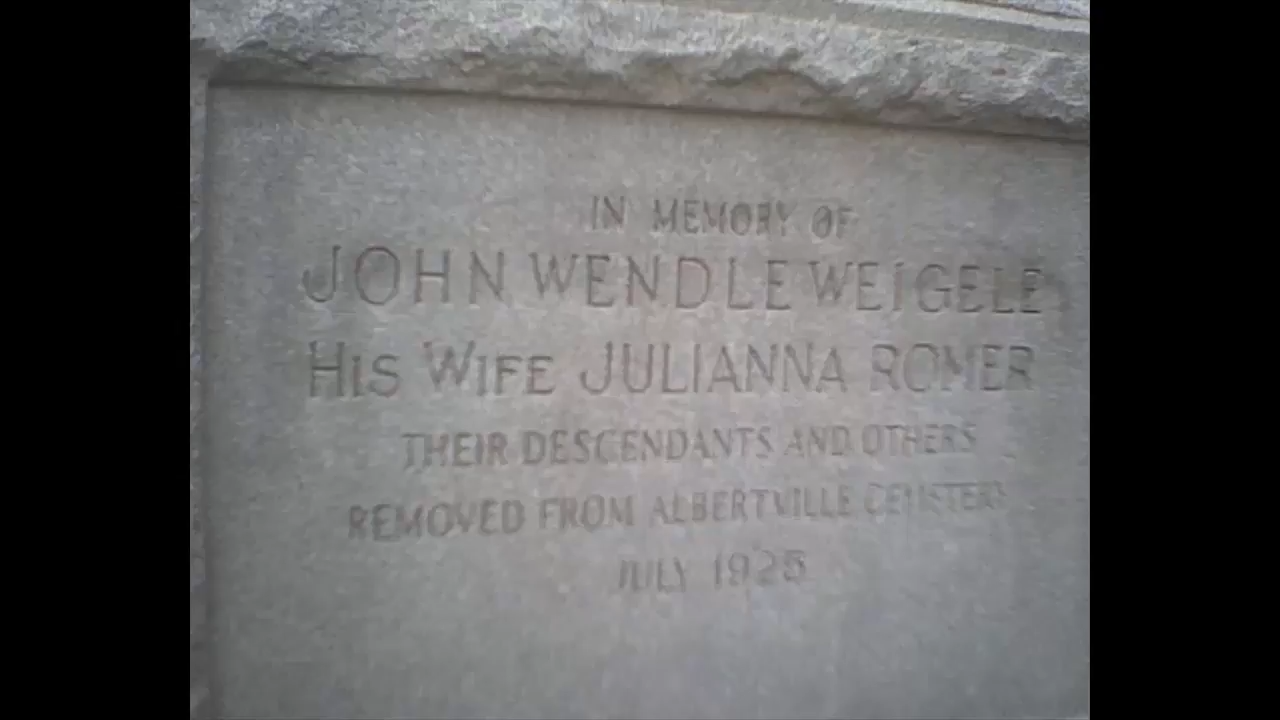 IN MEMORY OF
JOHN WENDLE WEIGELE
HIS WIFE JULIANNA ROMER
THEIR DESCENDANTS AND OTHERS
REMOVED FROM ALBERTVILLE CEMETERY
JULY 1925